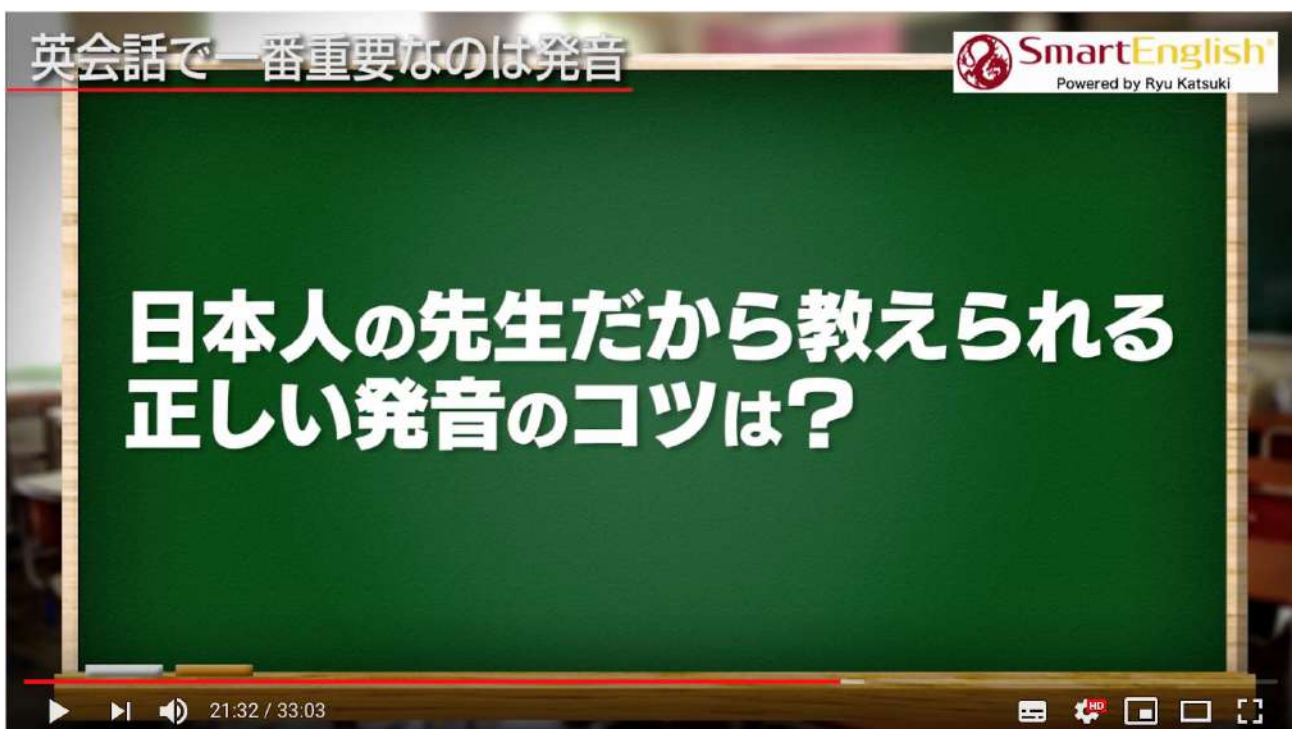 英会話で一番重要なのは発音
SmartEnglish
Powered by Ryu Katsuki
日本人の先生だから教えられる
正しい発音のコツは?
21:32 / 33:03
HD